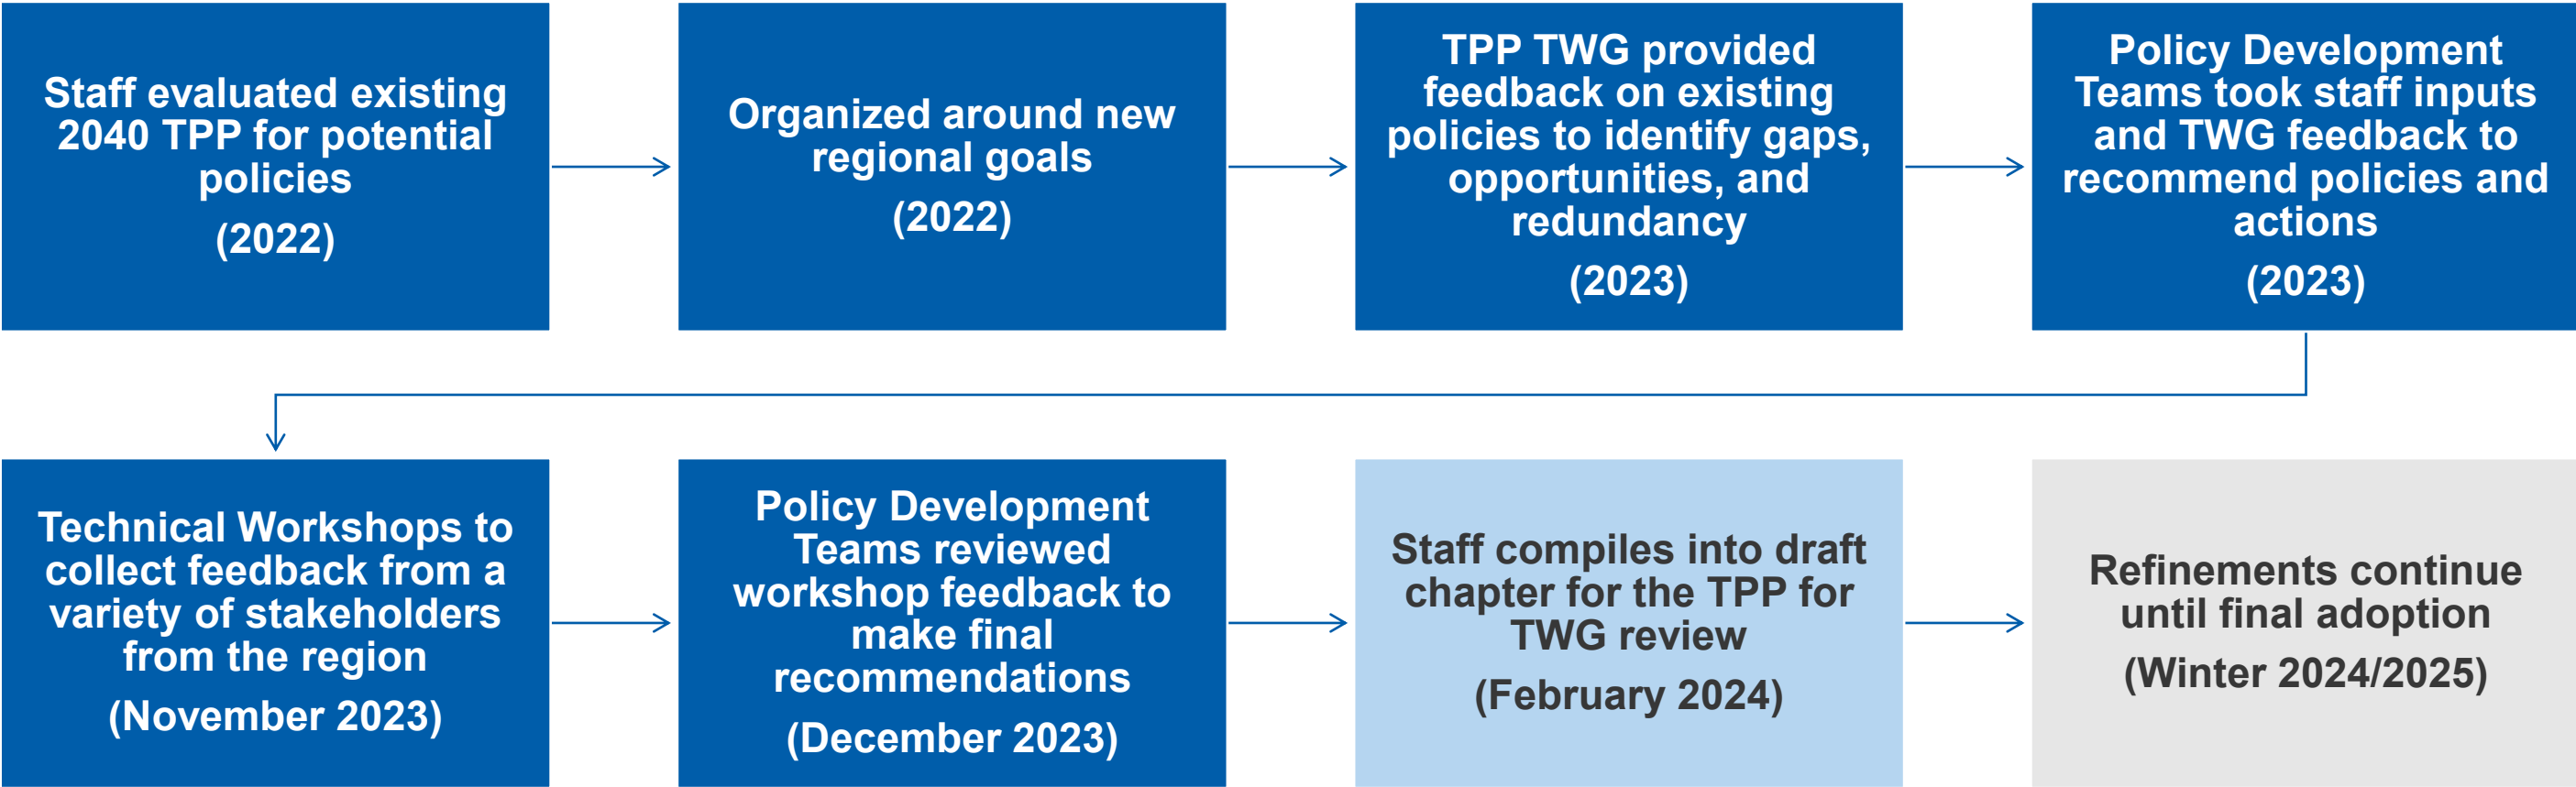 Staff evaluated existing
2040 TPP for potential
policies
(2022)
Organized around new
regional goals
(2022)
TPP TWG provided
feedback on existing
policies to identify gaps,
opportunities, and
redundancy
(2023)
Policy Development
Teams took staff inputs
and TWG feedback to
recommend policies and
actions
(2023)
Technical Workshops to
collect feedback from a
variety of stakeholders
from the region
(November 2023)
Policy Development
Teams reviewed
workshop feedback to
make final
recommendations
(December 2023)
Staff compiles into draft
chapter for the TPP for
TWG review
(February 2024)
Refinements continue
until final adoption
(Winter 2024/2025)